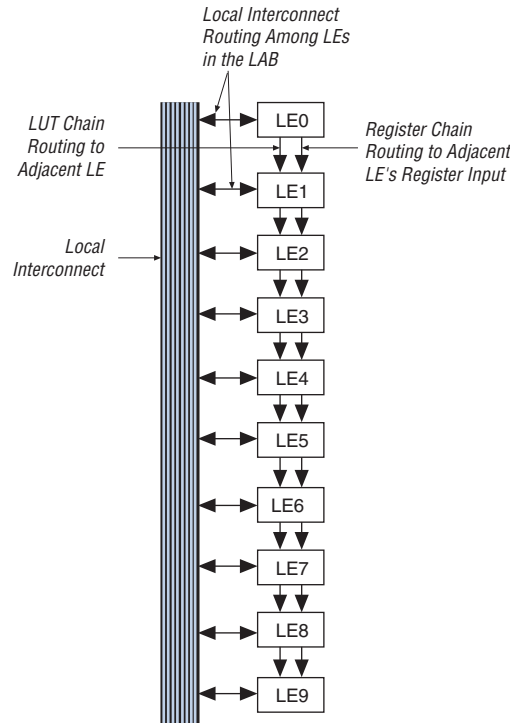 Local Interconnect
Routing Among LEs
in the LAB
LUT Chain
Routing to
Adjacent LE
Register Chain
Routing to Adjacent
LE's Register Input
Local
Interconnect
LE0
LE1
LE2
LE3
LE4
LE5
LE6
LE7
LE8
LE9